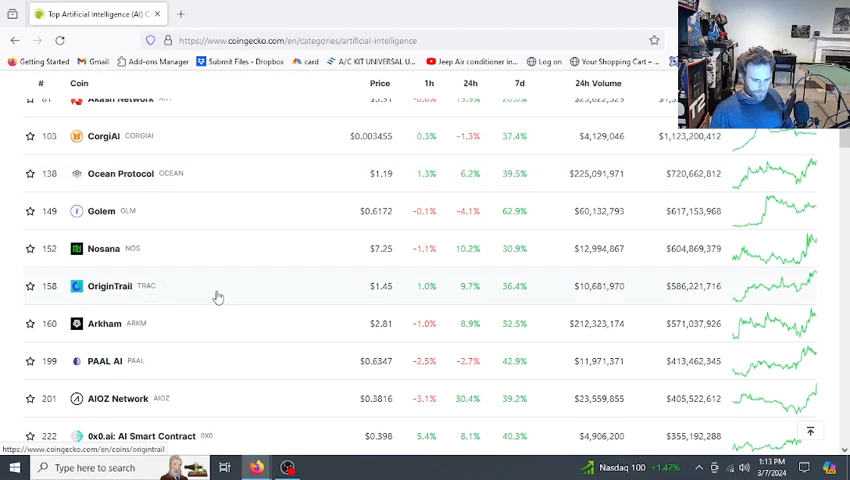 Top Artificial Intelligence (AI) C
https://www.coingecko.com/en/categories/artificial-intelligence
Getting Started Gmail Add-ons Manager Submit Files - Dropbox card A/C KIT UNIVERSAL U... Jeep Air conditioner in... Log on Your Shopping Cart – ...
# Coin Price 1h 24h 7d 24h Volume
81 Akash Network AKT $5.91
103 CorgiAI CORGIAI $0.003455 0.3% -1.3% 37.4% $4,129,046 $1,123,200,412
138 Ocean Protocol OCEAN $1.19 1.3% 6.2% 39.5% $225,091,971 $720,662,812
149 Golem GLM $0.6172 -0.1% -4.1% 62.9% $60,132,793 $617,153,968
152 Nosana NOS $7.25 -1.1% 10.2% 30.9% $12,994,867 $604,869,379
158 OriginTrail TRAC $1.45 1.0% 9.7% 36.4% $10,681,970 $586,221,716
160 Arkham ARKM $2.81 -1.0% 8.9% 32.5% $212,323,174 $571,037,926
199 PAAL AI PAAL $0.6347 -2.5% -2.7% 42.9% $11,971,371 $413,462,345
201 AIOZ Network AIOZ $0.3816 -3.1% 30.4% 39.2% $23,559,855 $405,522,612
222 0x0.ai: AI Smart Contract 0X0 $0.398 5.4% 8.1% 40.3% $4,906,200 $355,192,288
https://www.coingecko.com/en/coins/origintrail
Type here to search Nasdaq 100 +1.47% 1:13 PM
3/7/2024